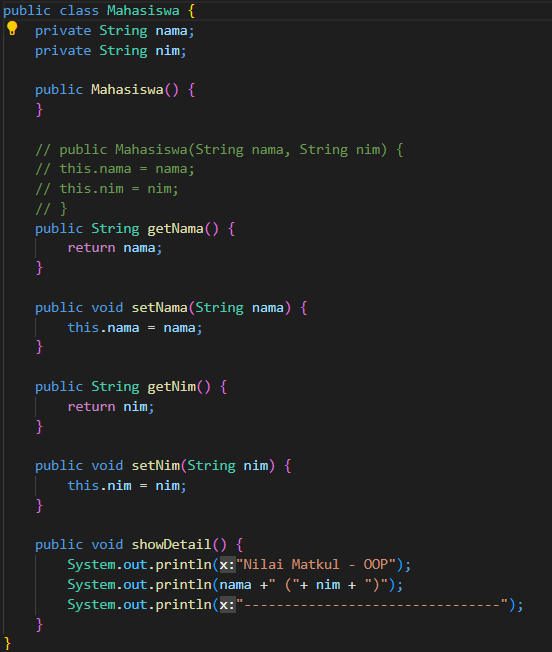 public class Mahasiswa {
    private String nama;
    private String nim;

    public Mahasiswa() {
    }

    // public Mahasiswa(String nama, String nim) {
    // this.nama = nama;
    // this.nim = nim;
    // }
    public String getNama() {
        return nama;
    }

    public void setNama(String nama) {
        this.nama = nama;
    }

    public String getNim() {
        return nim;
    }

    public void setNim(String nim) {
        this.nim = nim;
    }

    public void showDetail() {
        System.out.println(x:"Nilai Matkul - OOP");
        System.out.println(nama +" ("+ nim + ")");
        System.out.println(x:"--------------------------------");
    }
}